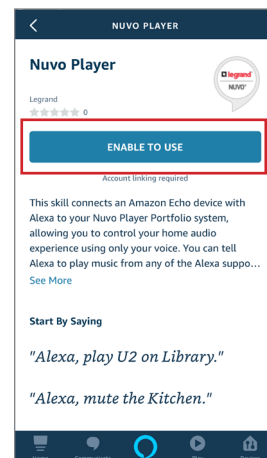 NUVO PLAYER
Nuvo Player
legrand
NUVO
Legrand
0
ENABLE TO USE
Account linking required
This skill connects an Amazon Echo device with
Alexa to your Nuvo Player Portfolio system,
allowing you to control your home audio
experience using only your voice. You can tell
Alexa to play music from any of the Alexa suppo...
See More
Start By Saying
"Alexa, play U2 on Library."
"Alexa, mute the Kitchen."